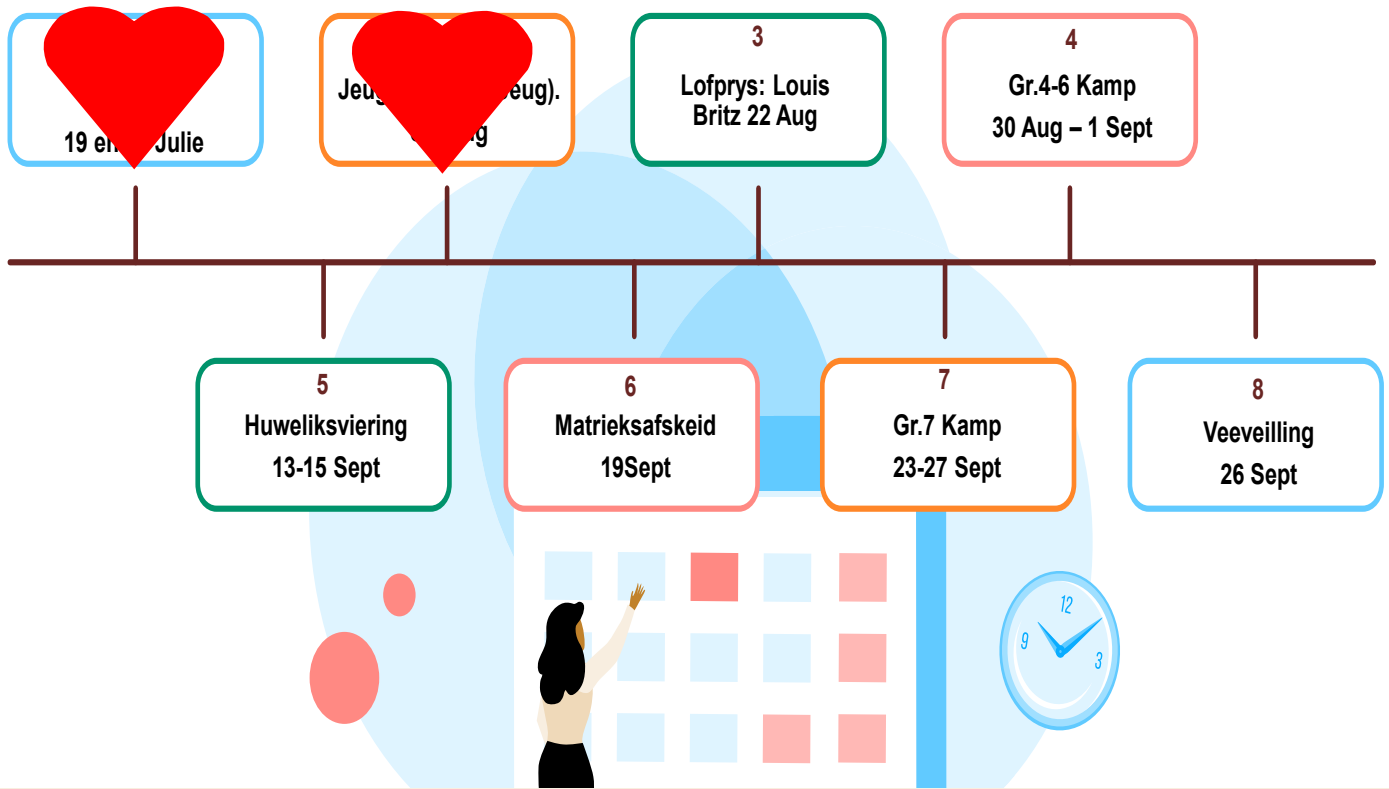 19 en Julie
3
Lofprys: Louis
Britz 22 Aug
4
Gr.4-6 Kamp
30 Aug – 1 Sept
5
Huweliksviering
13-15 Sept
6
Matrieksafskeid
19Sept
7
Gr.7 Kamp
23-27 Sept
8
Veeveilling
26 Sept
12
9
3